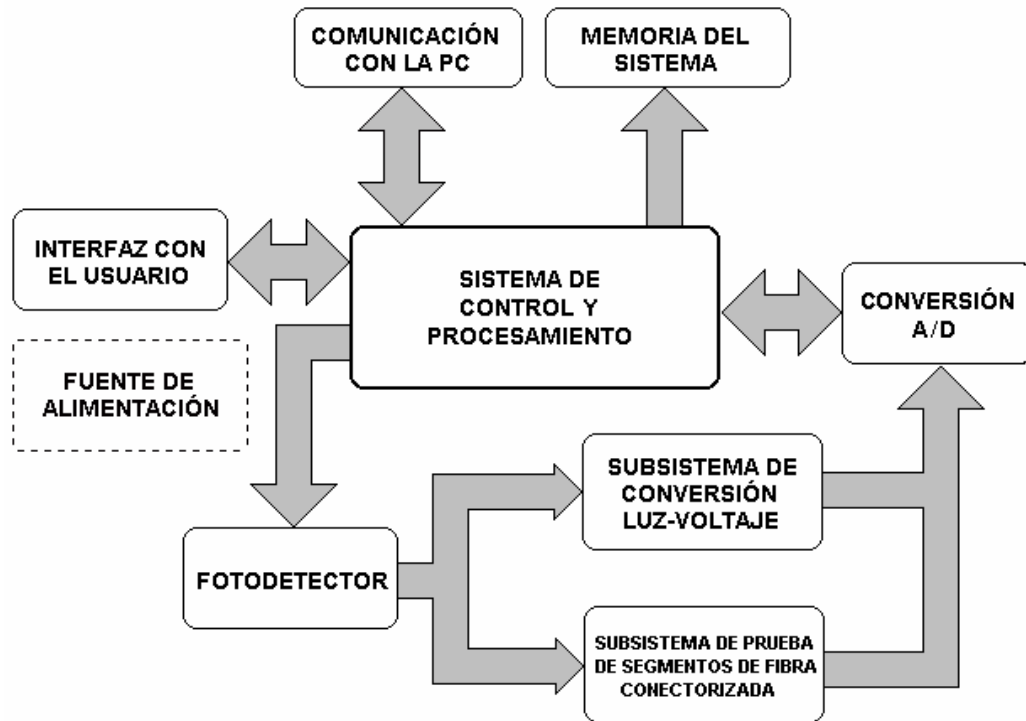 COMUNICACIÓN
CON LA PC
MEMORIA DEL
SISTEMA
INTERFAZ CON
EL USUARIO
SISTEMA DE
CONTROL Y
PROCESAMIENTO
CONVERSIÓN
A/D
FUENTE DE
ALIMENTACIÓN
SUBSISTEMA DE
CONVERSIÓN
LUZ-VOLTAJE
FOTODETECTOR
SUBSISTEMA DE PRUEBA
DE SEGMENTOS DE FIBRA
CONECTORIZADA